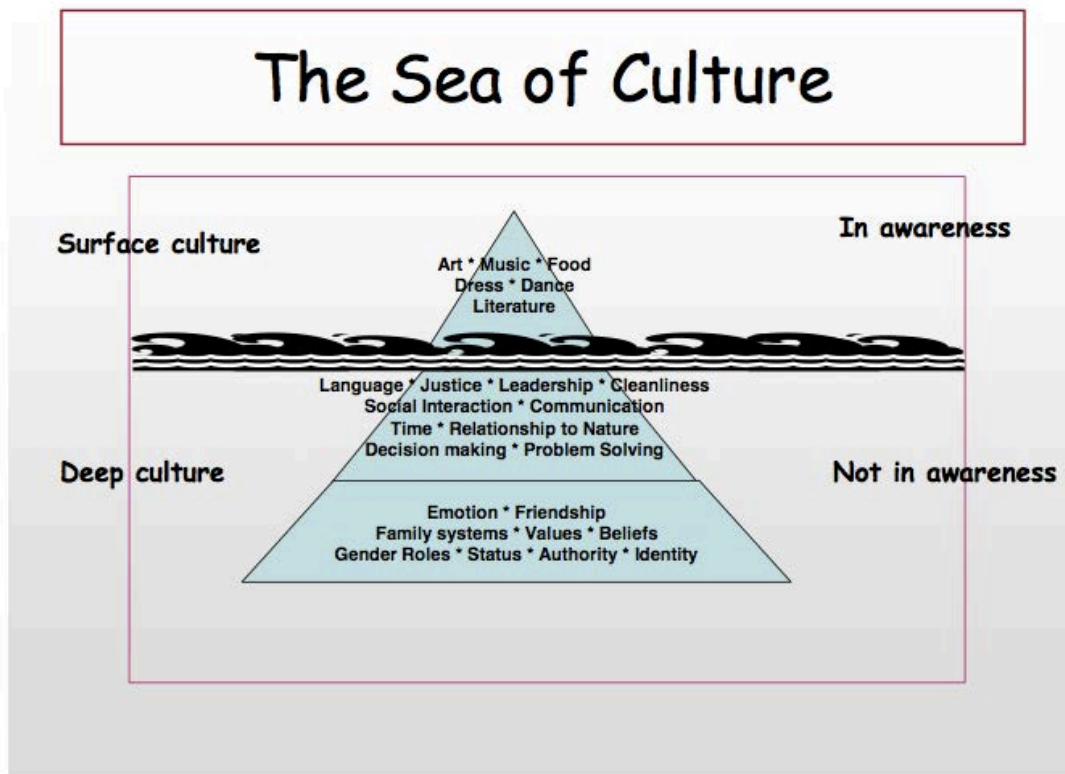 The Sea of Culture
Surface culture
In awareness
Art * Music * Food
Dress * Dance
Literature
Language * Justice * Leadership * Cleanliness
Social Interaction * Communication
Time * Relationship to Nature
Decision making * Problem Solving
Deep culture
Not in awareness
Emotion * Friendship
Family systems * Values * Beliefs
Gender Roles * Status * Authority * Identity